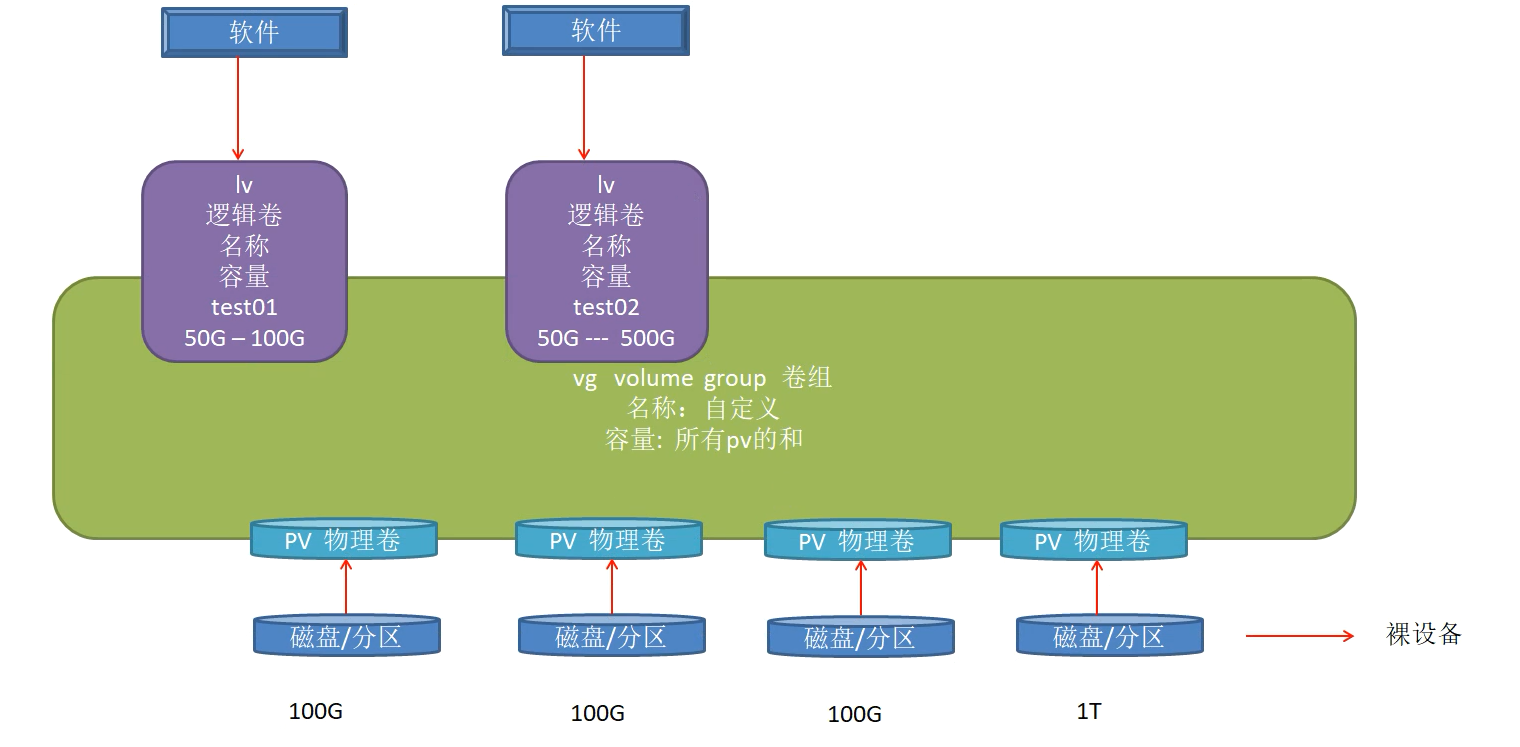 软件
软件
lv
逻辑卷
名称
容量
test01
50G – 100G
lv
逻辑卷
名称
容量
test02
50G --- 500G
vg volume group 卷组
名称：自定义
容量: 所有pv的和
PV 物理卷
PV 物理卷
PV 物理卷
PV 物理卷
磁盘/分区
磁盘/分区
磁盘/分区
磁盘/分区
裸设备
100G
100G
100G
1T